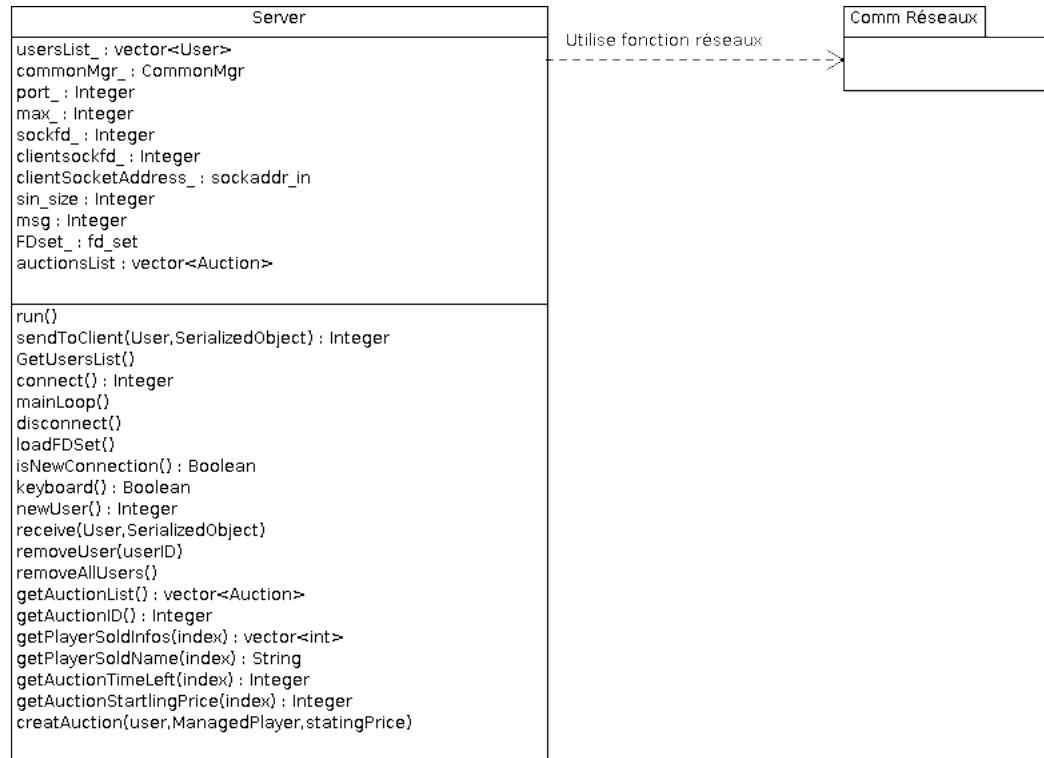 Server
usersList_ : vector<User>
commonMgr_ : CommonMgr
port_ : Integer
max_ : Integer
sockfd_ : Integer
clientsockfd_ : Integer
clientSocketAddress_ : sockaddr_in
sin_size : Integer
msg : Integer
FDset_ : fd_set
auctionsList : vector<Auction>
run()
sendToClient(User,SerializedObject) : Integer
GetUsersList()
connect() : Integer
mainLoop()
disconnect()
loadFDSet()
isNewConnection() : Boolean
keyboard() : Boolean
newUser() : Integer
receive(User,SerializedObject)
removeUser(userID)
removeAllUsers()
getAuctionList() : vector<Auction>
getAuctionID() : Integer
getPlayerSoldInfos(index) : vector<int>
getPlayerSoldName(index) : String
getAuctionTimeLeft(index) : Integer
getAuctionStartlingPrice(index) : Integer
creatAuction(user,ManagedPlayer,statingPrice)
Utilise fonction réseaux
Comm Réseaux